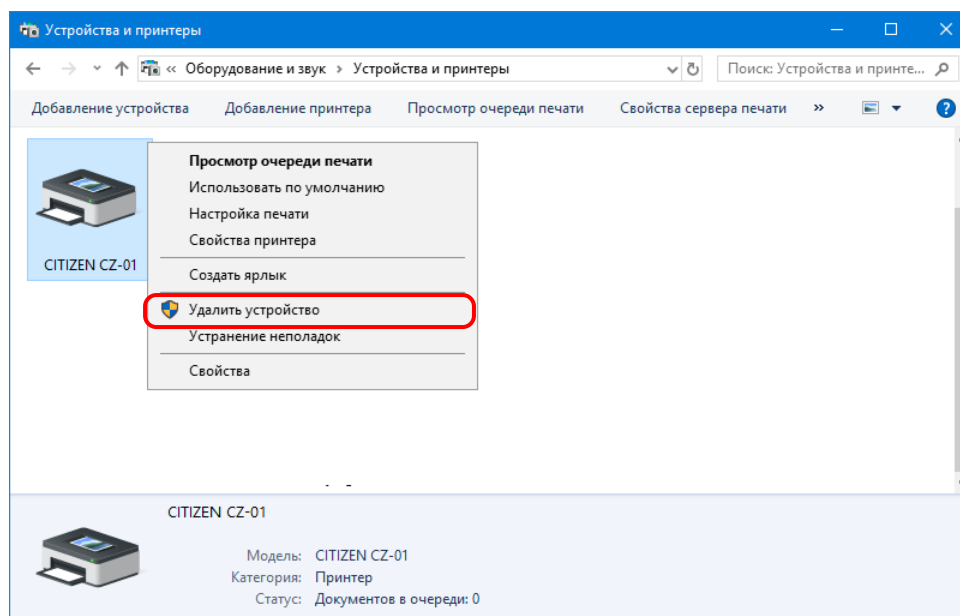 Устройства и принтеры
« Оборудование и звук › Устройства и принтеры Поиск: Устройства и принте...
Добавление устройства Добавление принтера Просмотр очереди печати Свойства сервера печати »
Просмотр очереди печати
Использовать по умолчанию
Настройка печати
Свойства принтера
Создать ярлык
Удалить устройство
Устранение неполадок
Свойства
CITIZEN CZ-01
CITIZEN CZ-01
Модель: CITIZEN CZ-01
Категория: Принтер
Статус: Документов в очереди: 0